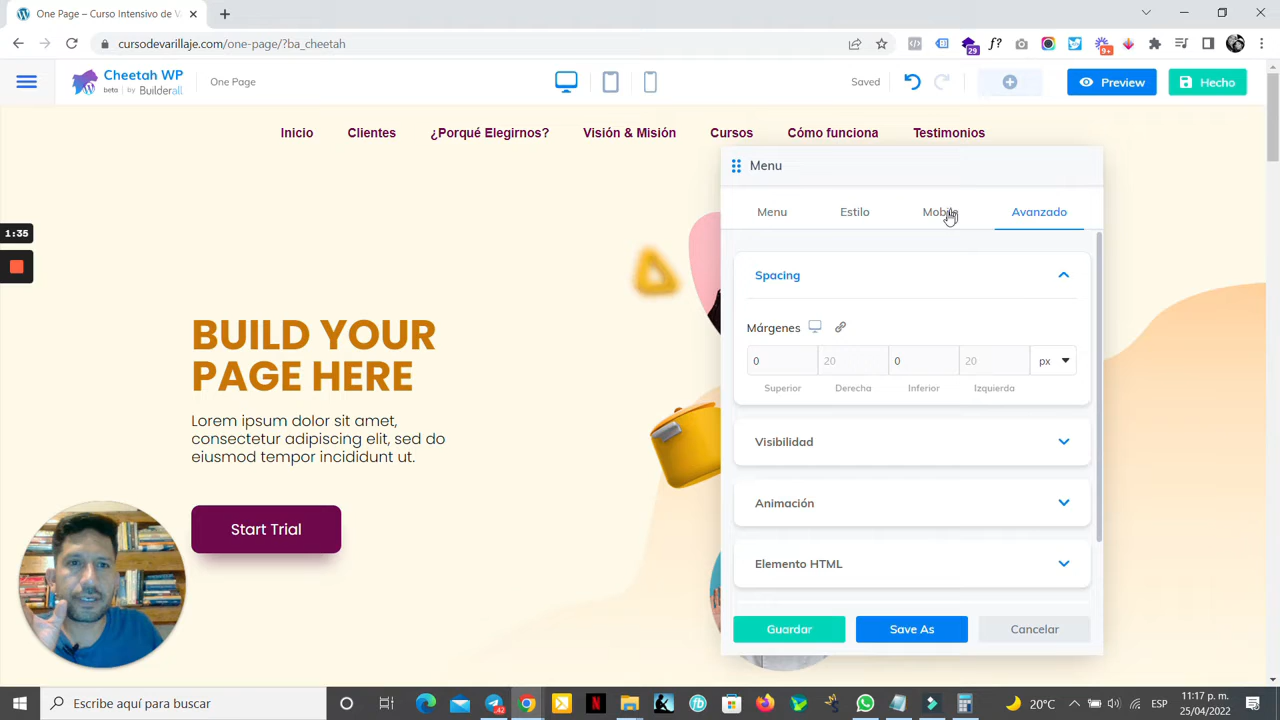 One Page – Curso Intensivo de V
cursodevarillaje.com/one-page/?ba_cheetah
29
f?
9+
Cheetah WP
beta | by Builderall
One Page
Saved
Preview
Hecho
Inicio
Clientes
¿Porqué Elegirnos?
Visión & Misión
Cursos
Cómo funciona
Testimonios
Menu
Menu
Estilo
Mobile
Avanzado
1:35
Spacing
Márgenes
0
20
0
20
px
Superior
Derecha
Inferior
Izquierda
Visibilidad
Animación
Elemento HTML
Guardar
Save As
Cancelar
BUILD YOUR
PAGE HERE
Lorem ipsum dolor sit amet,
consectetur adipiscing elit, sed do
eiusmod tempor incididunt ut.
Start Trial
Escribe aquí para buscar
42
20°C
ESP
11:17 p. m.
25/04/2022